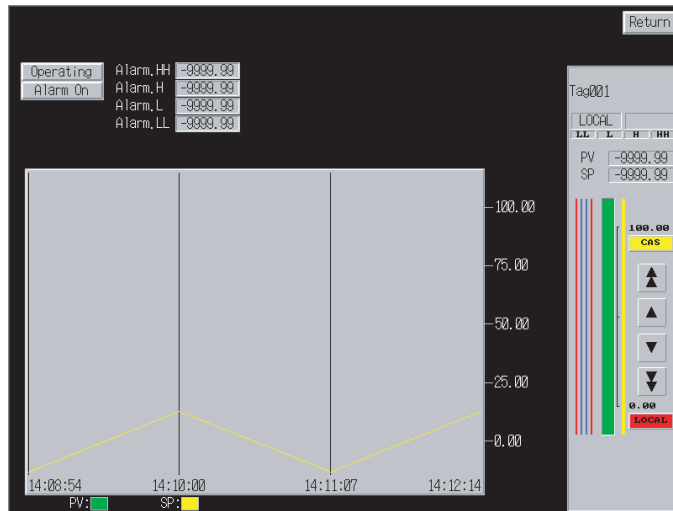 Return
Operating
Alarm On
Alarm.HH -9999.99
Alarm.H -9999.99
Alarm.L -9999.99
Alarm.LL -9999.99
Tag001
LOCAL
LL L H HH
PV -9999.99
SP -9999.99
100.00
CAS
0.00
LOCAL
100.00
75.00
50.00
25.00
0.00
14:08:54 14:10:00 14:11:07 14:12:14
PV: SP: